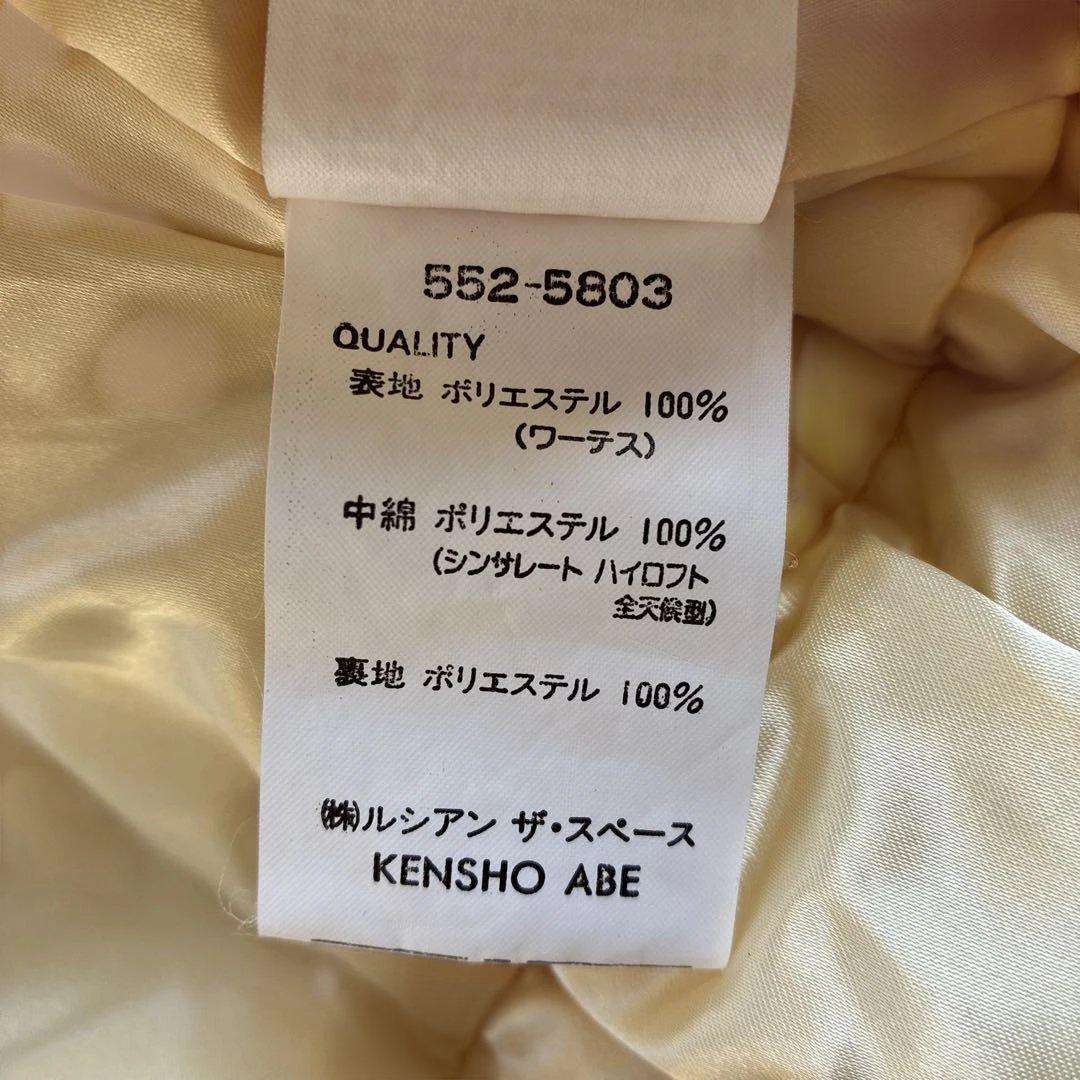 552-5803
QUALITY
表地 ポリエステル 100%
(ワーテス)
中綿 ポリエステル 100%
(シンサレート ハイロフト
全天候型)
裏地 ポリエステル 100%
㈱ルシアン ザ・スペース
KENSHO ABE